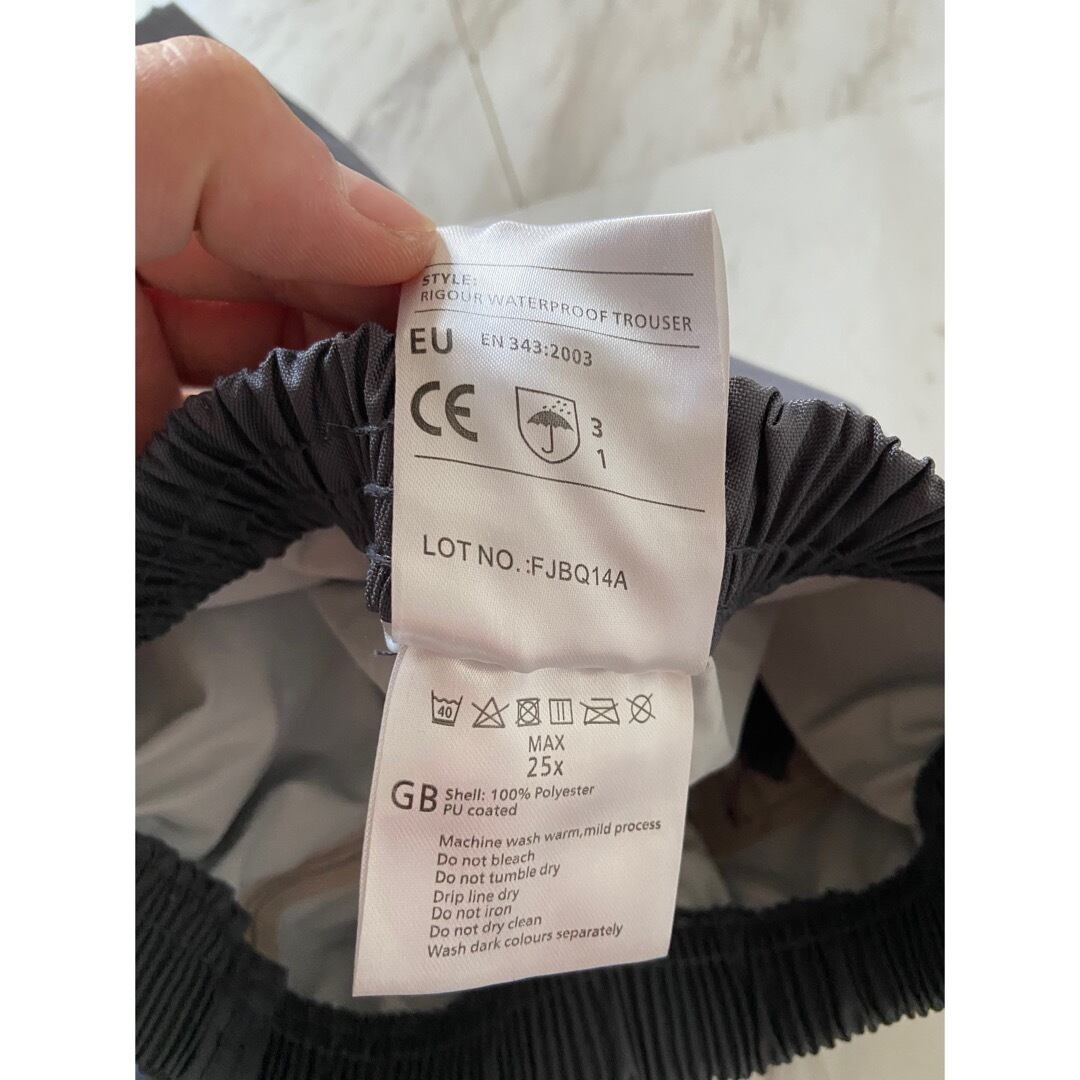 STYLE:
RIGOUR WATERPROOF TROUSER
EU EN 343:2003
CE 3
1
LOT NO. :FJBQ14A
40
MAX
25x
GB Shell: 100% Polyester
PU coated
Machine wash warm,mild process
Do not bleach
Do not tumble dry
Drip line dry
Do not iron
Do not dry clean
Wash dark colours separately